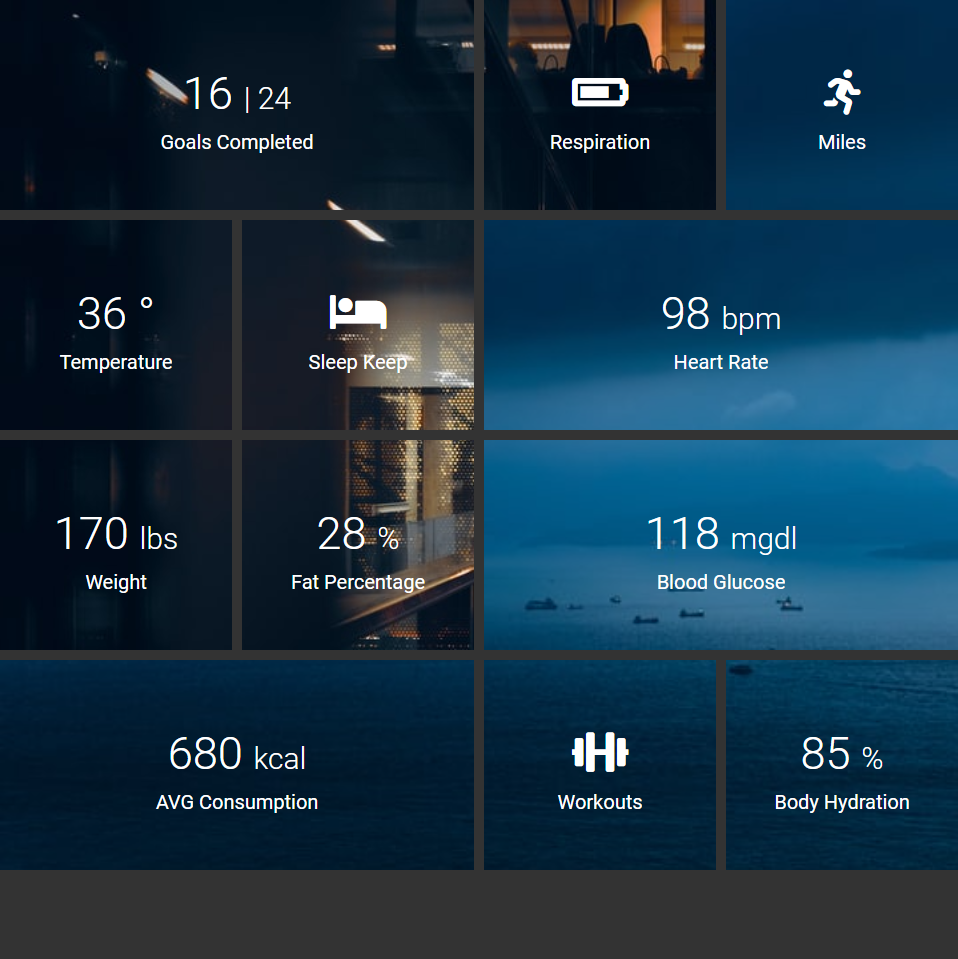 16 | 24
Goals Completed
Respiration
Miles
36 °
Temperature
Sleep Keep
98 bpm
Heart Rate
170 lbs
Weight
28 %
Fat Percentage
118 mgdl
Blood Glucose
680 kcal
AVG Consumption
Workouts
85 %
Body Hydration